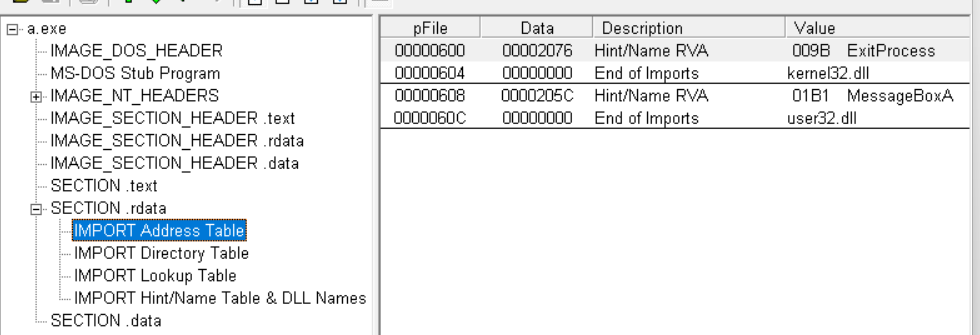 a.exe
IMAGE_DOS_HEADER
MS-DOS Stub Program
IMAGE_NT_HEADERS
IMAGE_SECTION_HEADER .text
IMAGE_SECTION_HEADER .rdata
IMAGE_SECTION_HEADER .data
SECTION .text
SECTION .rdata
IMPORT Address Table
IMPORT Directory Table
IMPORT Lookup Table
IMPORT Hint/Name Table & DLL Names
SECTION .data
pFile Data Description Value
00000600 00002076 Hint/Name RVA 009B ExitProcess
00000604 00000000 End of Imports kernel32.dll
00000608 0000205C Hint/Name RVA 01B1 MessageBoxA
0000060C 00000000 End of Imports user32.dll